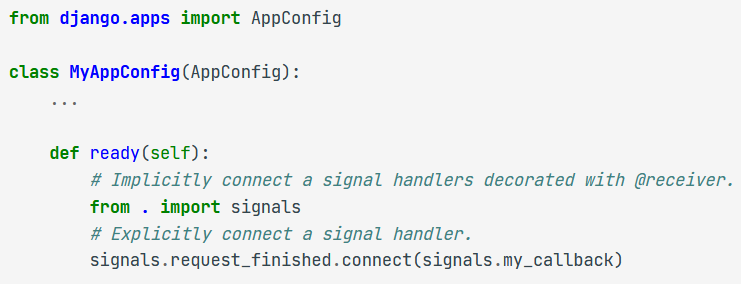 from django.apps import AppConfig
class MyAppConfig(AppConfig):
...
def ready(self):
# Implicitly connect a signal handlers decorated with @receiver.
from . import signals
# Explicitly connect a signal handler.
signals.request_finished.connect(signals.my_callback)